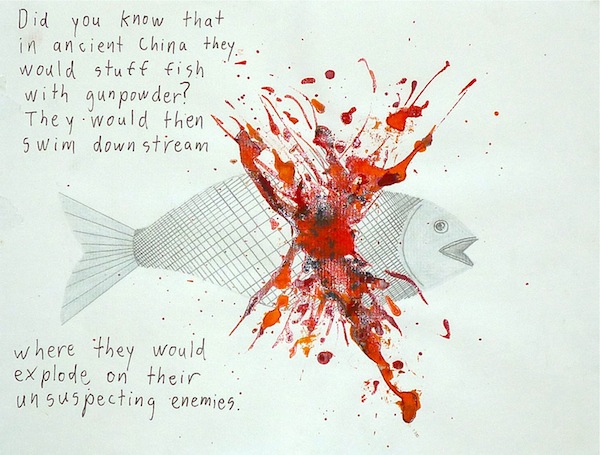 Did you know that
in ancient China they
would stuff fish
with gunpowder?
They would then
swim downstream
where they would
explode on their
unsuspecting enemies.